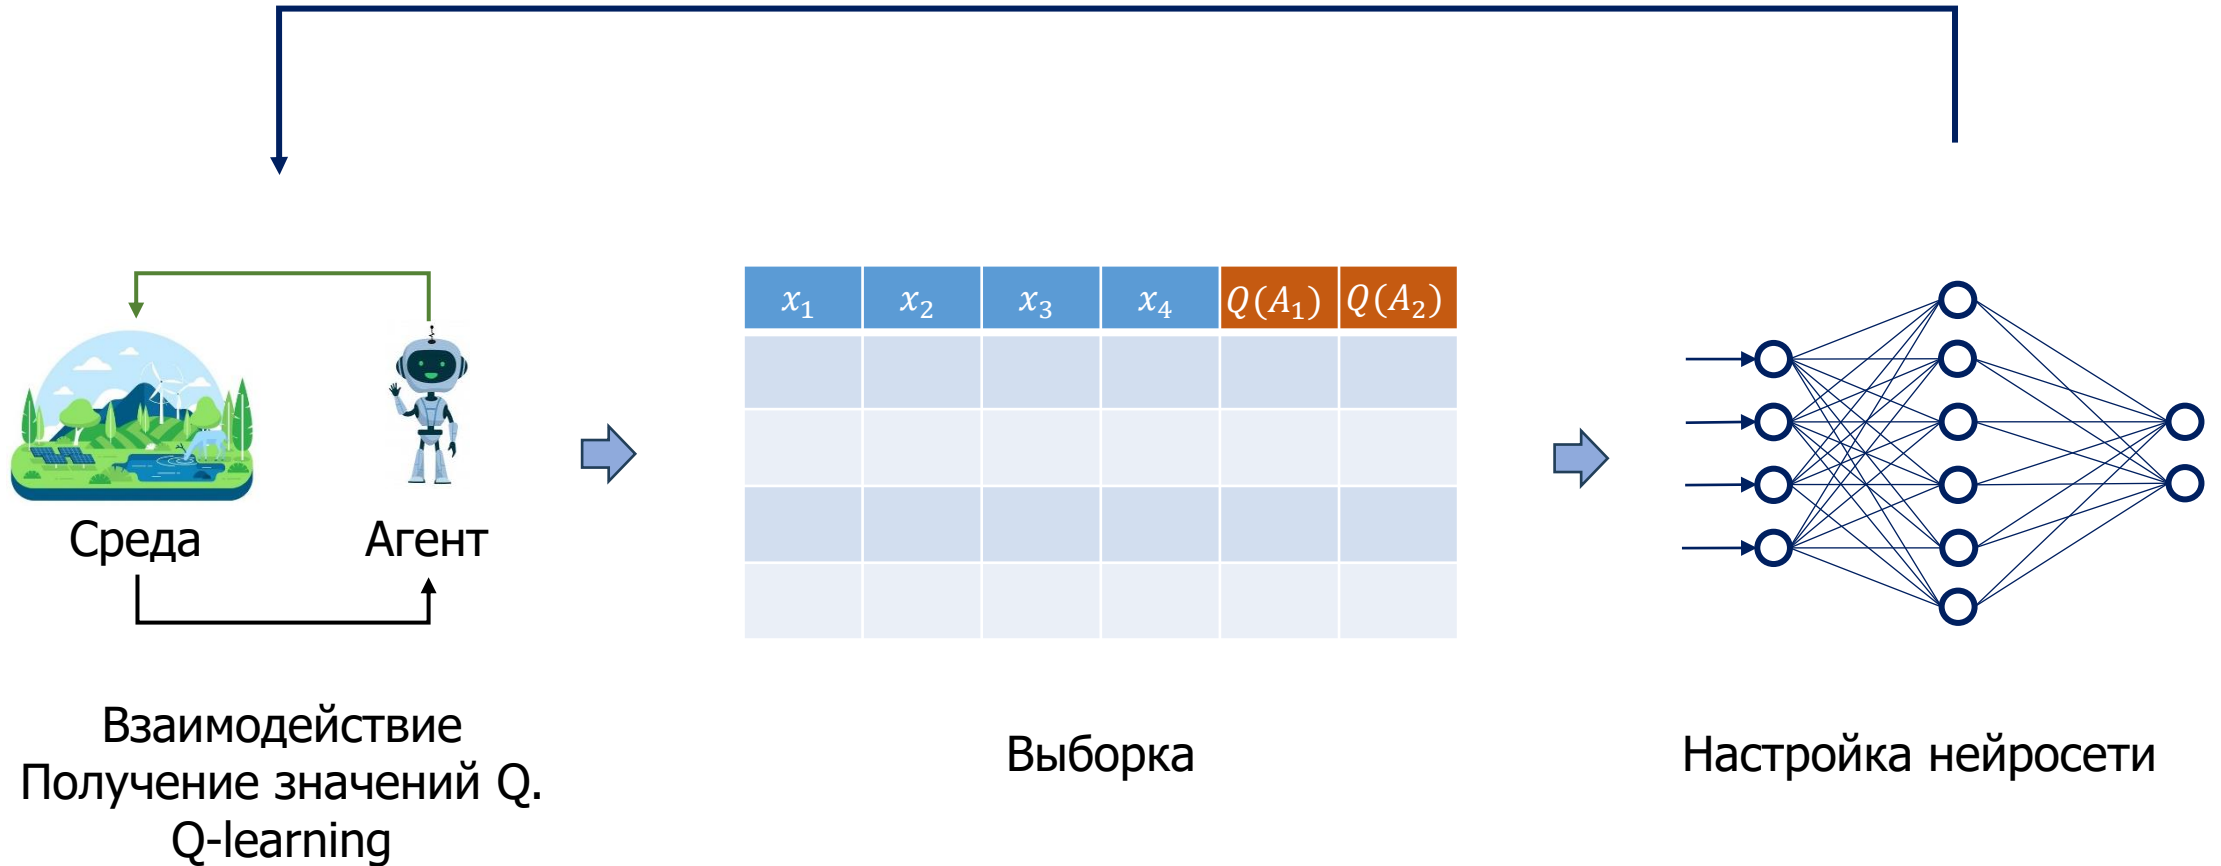 x₁ x₂ x₃ x₄ Q(A₁) Q(A₂)
Среда Агент
Взаимодействие
Получение значений Q.
Q-learning
Выборка
Настройка нейросети